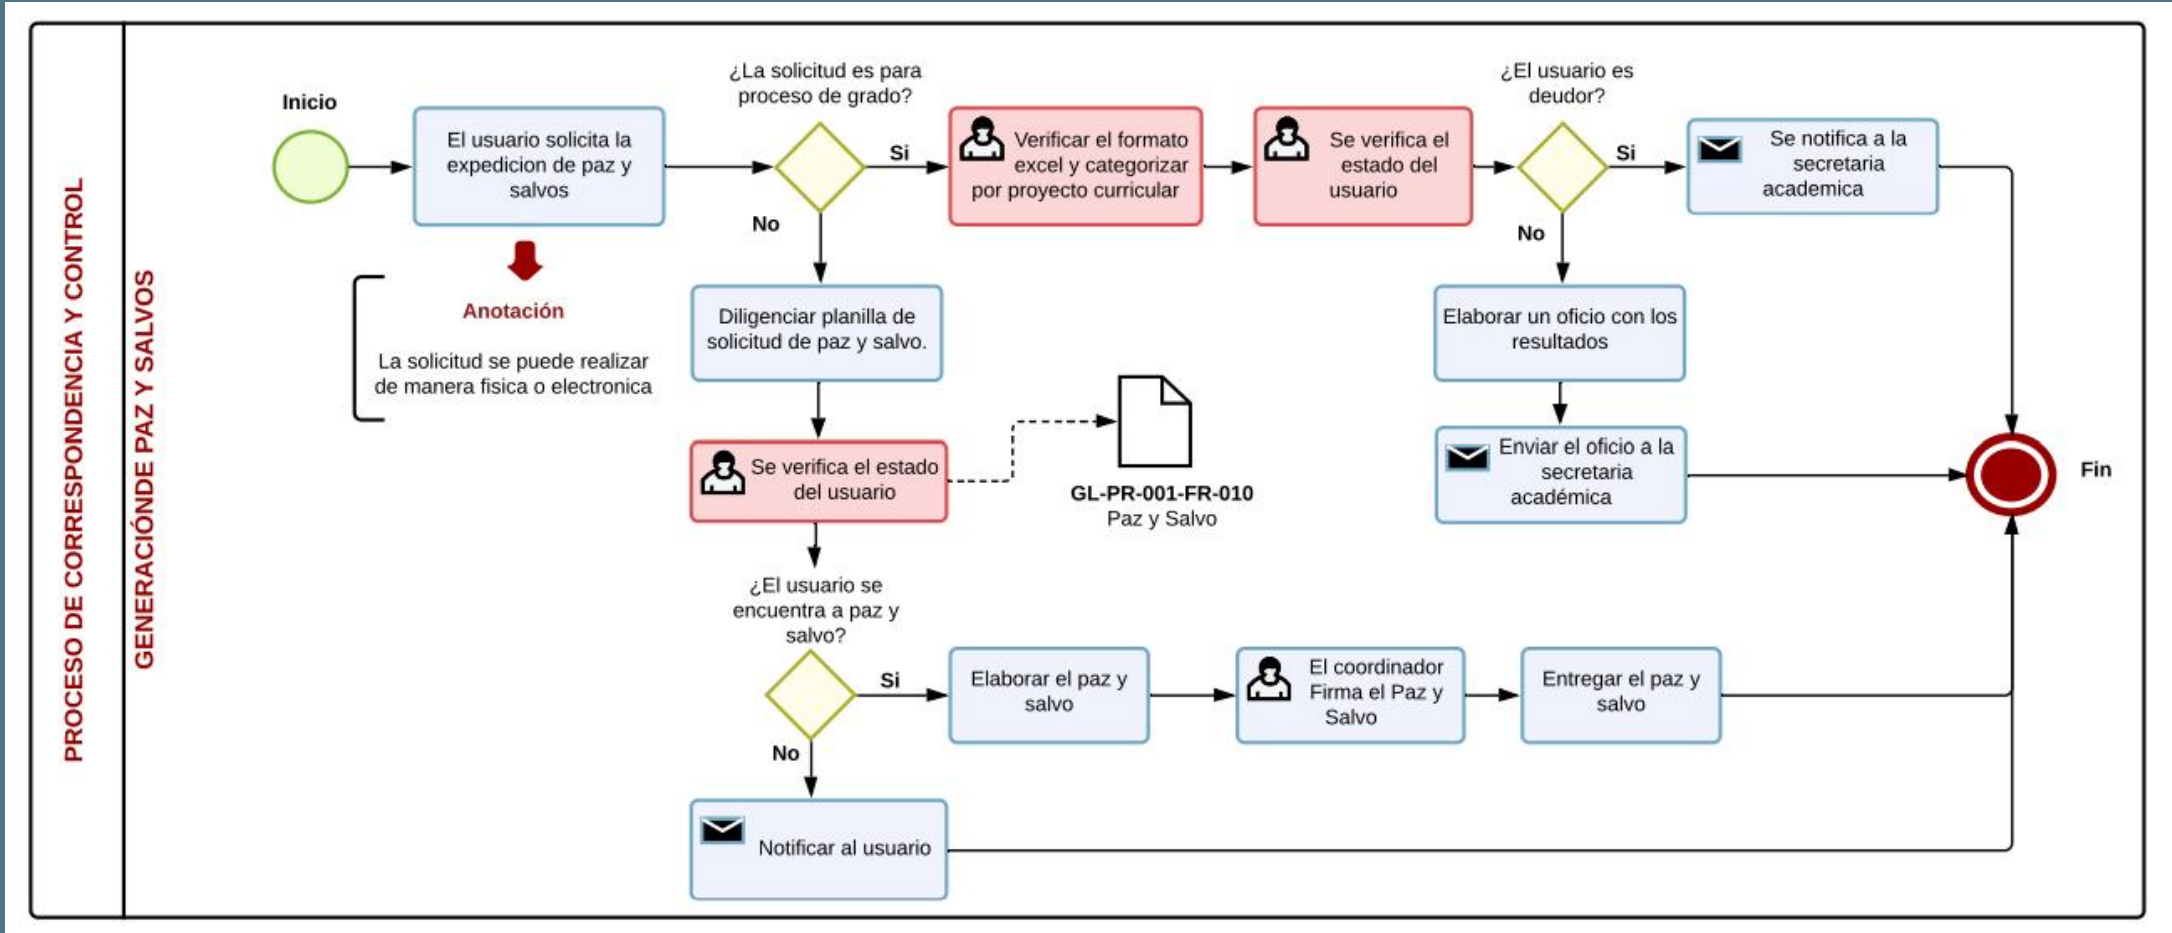 PROCESO DE CORRESPONDENCIA Y CONTROL
GENERACIÓNDE PAZ Y SALVOS
Inicio
El usuario solicita la
expedicion de paz y
salvos
Anotación
La solicitud se puede realizar
de manera fisica o electronica
¿La solicitud es para
proceso de grado?
Si
No
Verificar el formato
excel y categorizar
por proyecto curricular
Se verifica el
estado del
usuario
¿El usuario es
deudor?
Si
No
Se notifica a la
secretaria
academica
Elaborar un oficio con los
resultados
Enviar el oficio a la
secretaria
académica
Fin
Diligenciar planilla de
solicitud de paz y salvo.
Se verifica el estado
del usuario
GL-PR-001-FR-010
Paz y Salvo
¿El usuario se
encuentra a paz y
salvo?
Si
No
Elaborar el paz y
salvo
El coordinador
Firma el Paz y
Salvo
Entregar el paz y
salvo
Notificar al usuario